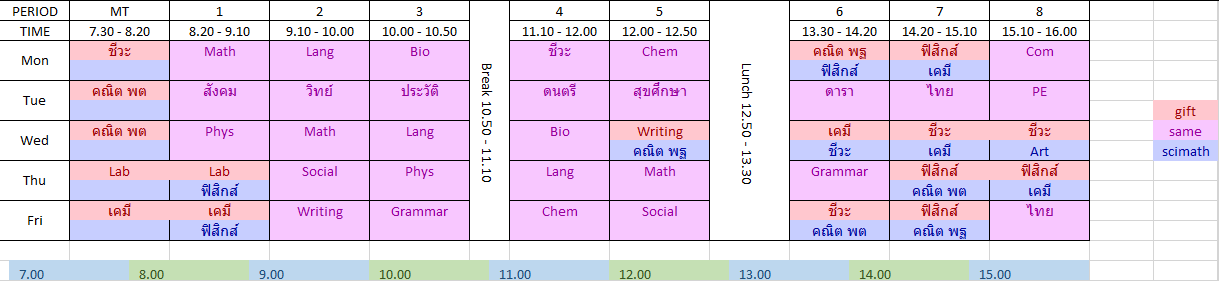 PERIOD MT 1 2 3 4 5 6 7 8
TIME 7.30 - 8.20 8.20 - 9.10 9.10 - 10.00 10.00 - 10.50 Break 10.50 - 11.10 11.10 - 12.00 12.00 - 12.50 Lunch 12.50 - 13.30 13.30 - 14.20 14.20 - 15.10 15.10 - 16.00
Mon ชีวะ Math Lang Bio ชีวะ Chem คณิต พฐ ฟิสิกส์ Com
ฟิสิกส์ เคมี
Tue คณิต พต สังคม วิทย์ ประวัติ ดนตรี สุขศึกษา ดารา ไทย PE
gift
Wed คณิต พต Phys Math Lang Bio Writing เคมี ชีวะ ชีวะ same
คณิต พฐ ชีวะ เคมี Art scimath
Thu Lab Lab Social Phys Lang Math Grammar ฟิสิกส์ ฟิสิกส์
ฟิสิกส์ คณิต พต เคมี
Fri เคมี เคมี Writing Grammar Chem Social ชีวะ ฟิสิกส์ ไทย
ฟิสิกส์ คณิต พต คณิต พฐ
7.00 8.00 9.00 10.00 11.00 12.00 13.00 14.00 15.00